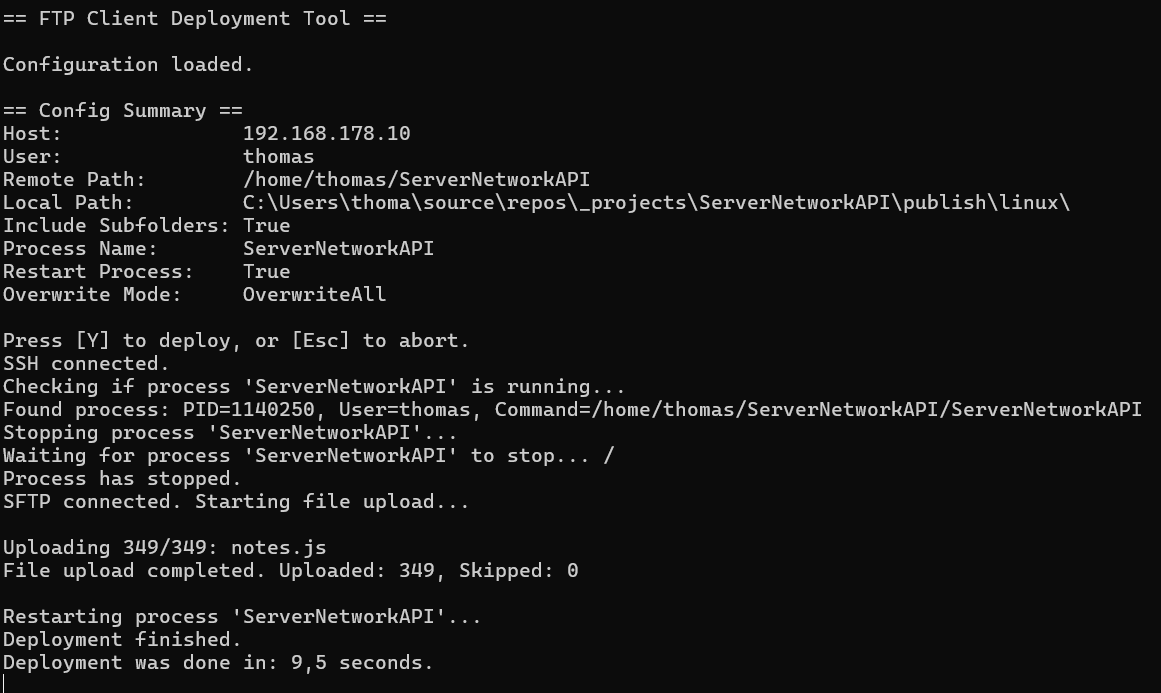 == FTP Client Deployment Tool ==
Configuration loaded.
== Config Summary ==
Host: 192.168.178.10
User: thomas
Remote Path: /home/thomas/ServerNetworkAPI
Local Path: C:\Users\thoma\source\repos\_projects\ServerNetworkAPI\publish\linux\
Include Subfolders: True
Process Name: ServerNetworkAPI
Restart Process: True
Overwrite Mode: OverwriteAll
Press [Y] to deploy, or [Esc] to abort.
SSH connected.
Checking if process 'ServerNetworkAPI' is running...
Found process: PID=1140250, User=thomas, Command=/home/thomas/ServerNetworkAPI/ServerNetworkAPI
Stopping process 'ServerNetworkAPI'...
Waiting for process 'ServerNetworkAPI' to stop... /
Process has stopped.
SFTP connected. Starting file upload...
Uploading 349/349: notes.js
File upload completed. Uploaded: 349, Skipped: 0
Restarting process 'ServerNetworkAPI'...
Deployment finished.
Deployment was done in: 9,5 seconds.